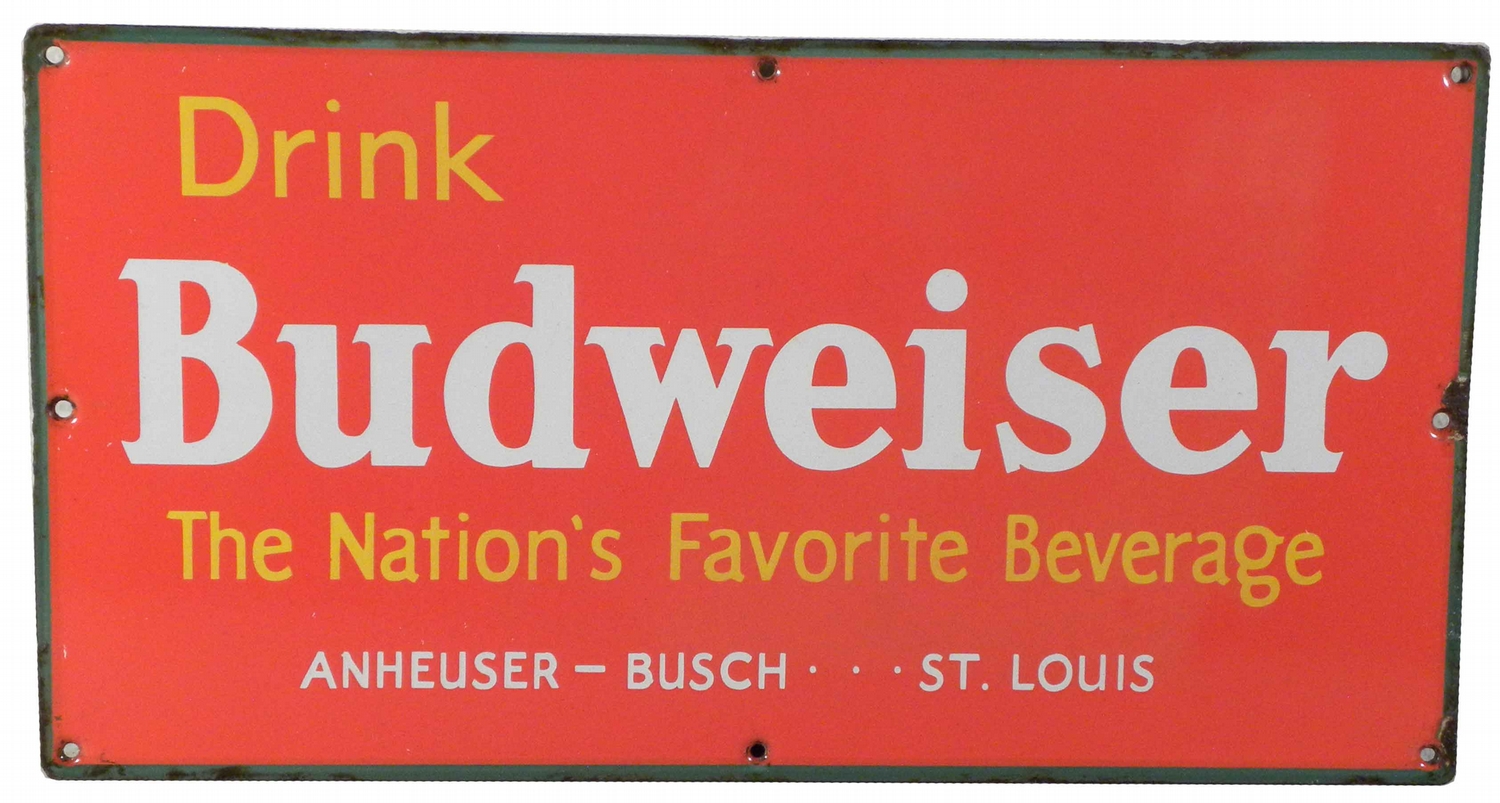 Drink
Budweiser
The Nation's Favorite Beverage
ANHEUSER – BUSCH · · · ST. LOUIS